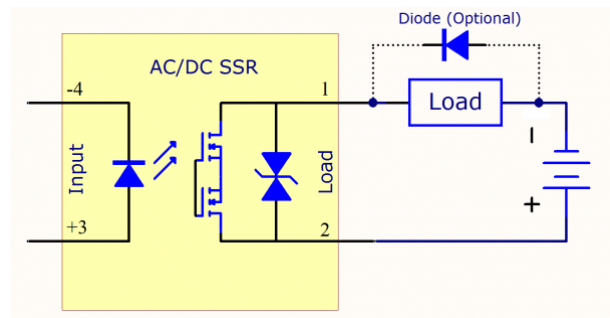 Diode (Optional)
AC/DC SSR
-4
1
Load
Input
Load
+3
2
-
+